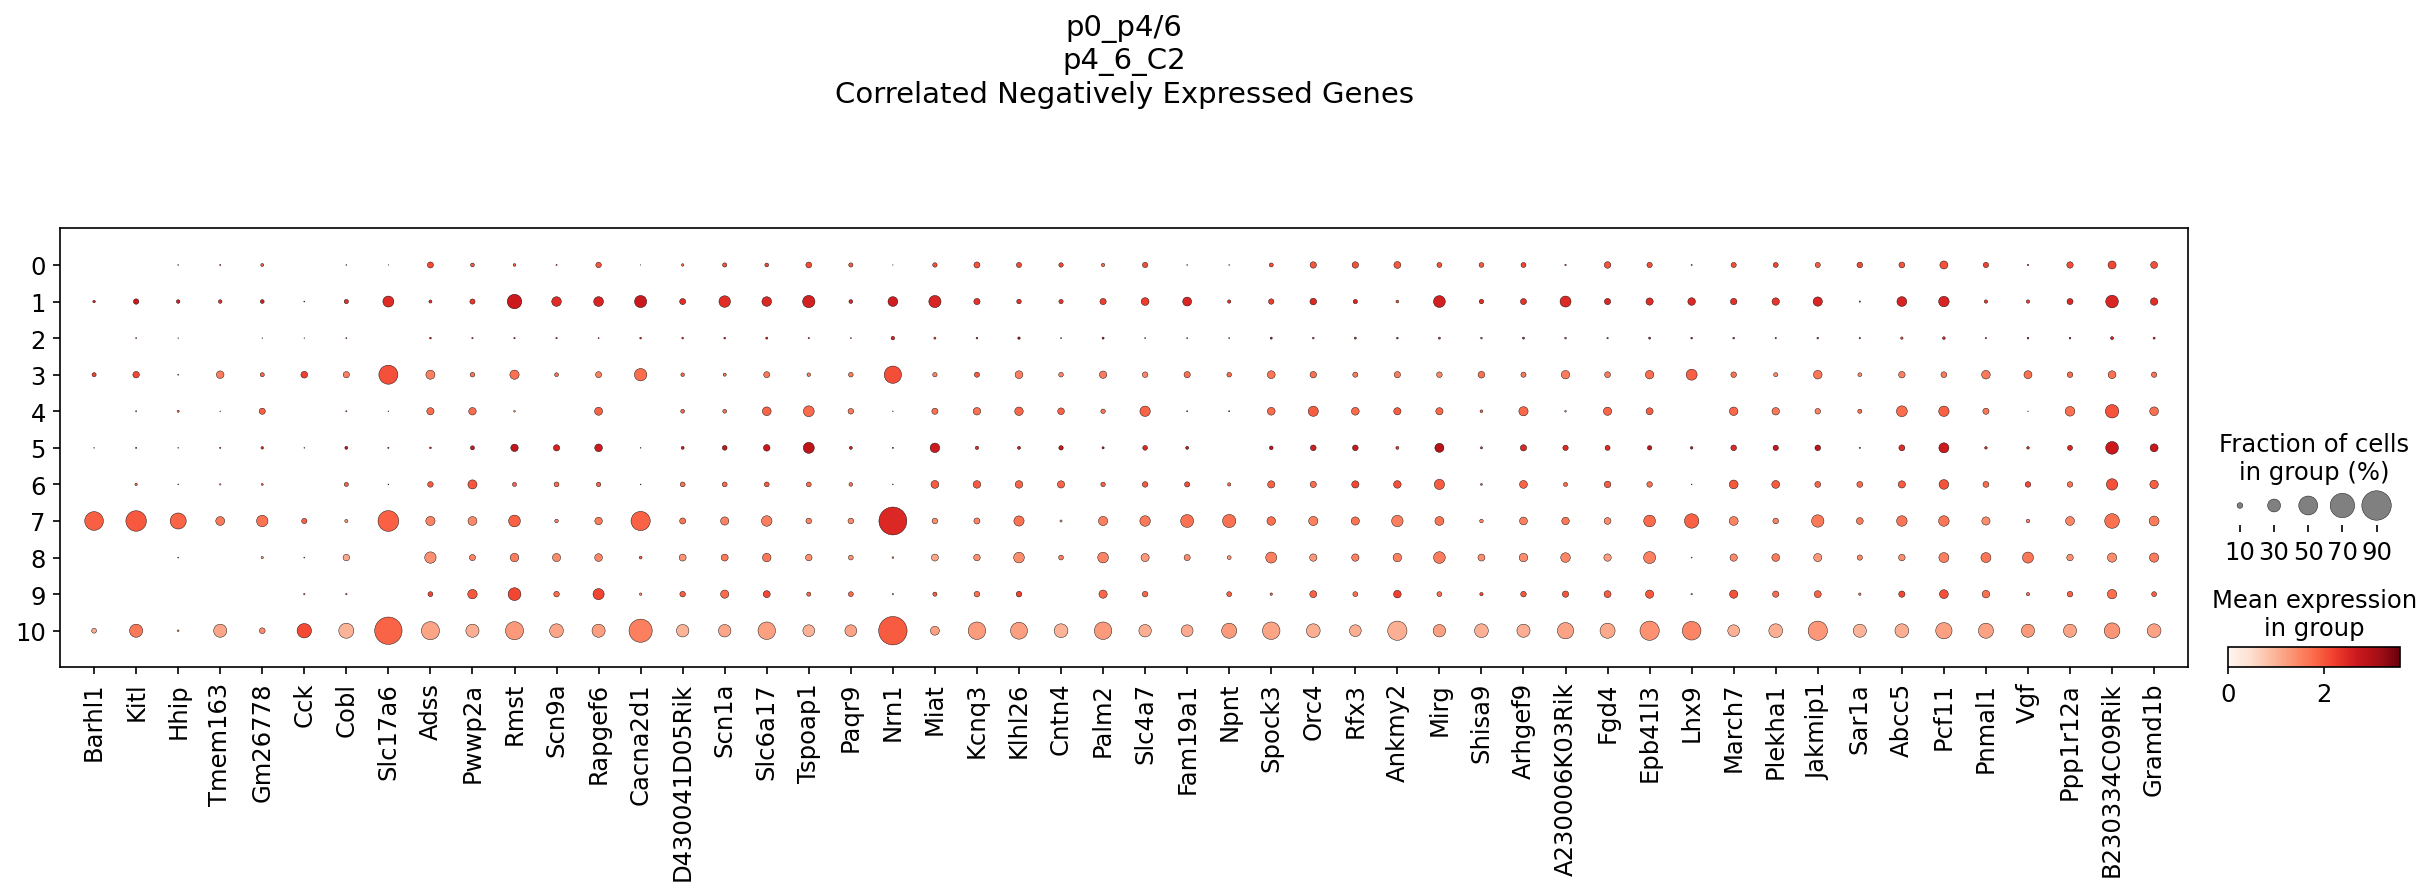 p0_p4/6
p4_6_C2
Correlated Negatively Expressed Genes
0
1
2
3
4
5
6
7
8
9
10
Barhl1
Kitl
Hhip
Tmem163
Gm26778
Cck
Cobl
Slc17a6
Adss
Pwwp2a
Rmst
Scn9a
Rapgef6
Cacna2d1
D430041D05Rik
Scn1a
Slc6a17
Tspoap1
Paqr9
Nrn1
Miat
Kcnq3
Klhl26
Cntn4
Palm2
Slc4a7
Fam19a1
Npnt
Spock3
Orc4
Rfx3
Ankmy2
Mirg
Shisa9
Arhgef9
A230006K03Rik
Fgd4
Epb41l3
Lhx9
March7
Plekha1
Jakmip1
Sar1a
Abcc5
Pcf11
Pnmal1
Vgf
Ppp1r12a
B230334C09Rik
Gramd1b
Fraction of cells
in group (%)
10 30 50 70 90
Mean expression
in group
0 2